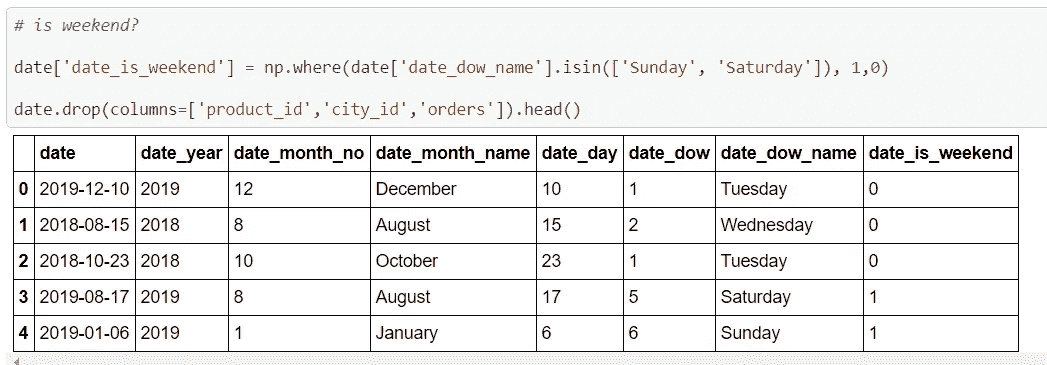 # is weekend?
date['date_is_weekend'] = np.where(date['date_dow_name'].isin(['Sunday', 'Saturday']), 1,0)
date.drop(columns=['product_id','city_id','orders']).head()
date date_year date_month_no date_month_name date_day date_dow date_dow_name date_is_weekend
0 2019-12-10 2019 12 December 10 1 Tuesday 0
1 2018-08-15 2018 8 August 15 2 Wednesday 0
2 2018-10-23 2018 10 October 23 1 Tuesday 0
3 2019-08-17 2019 8 August 17 5 Saturday 1
4 2019-01-06 2019 1 January 6 6 Sunday 1